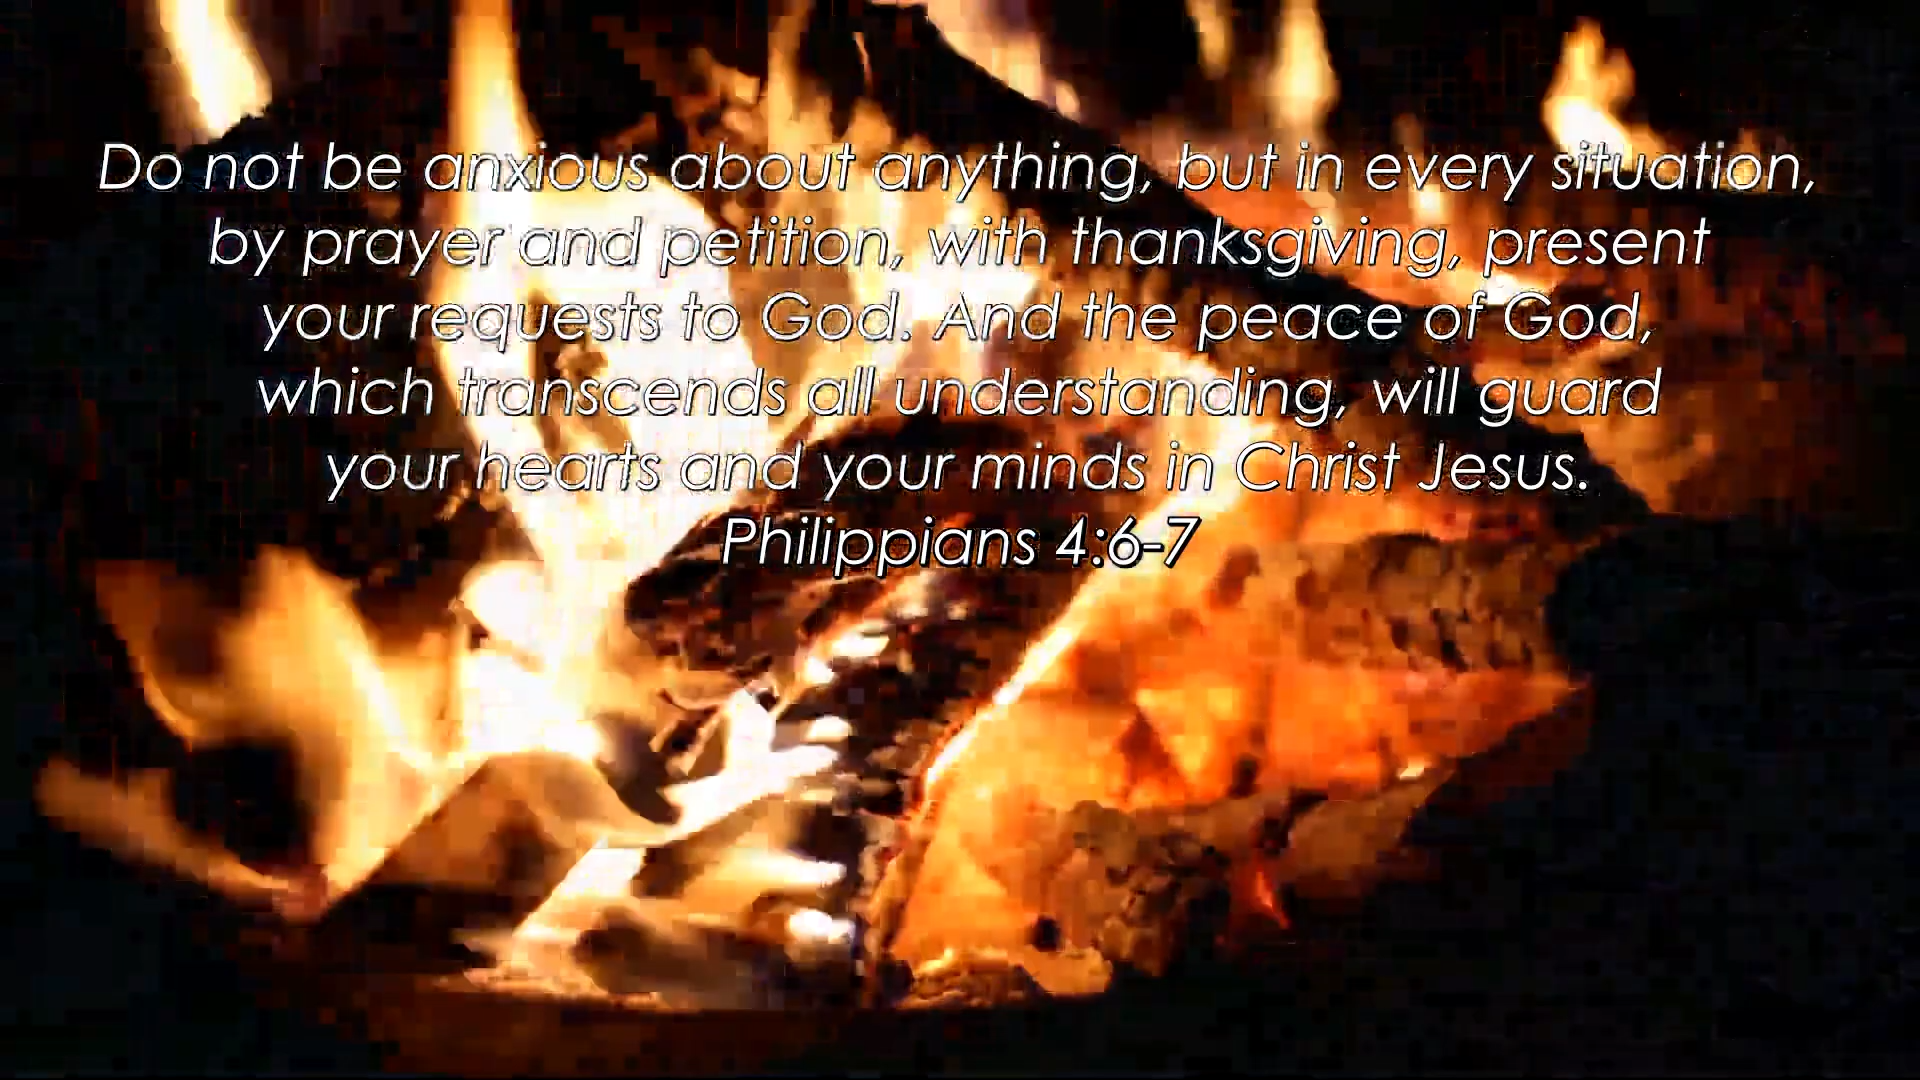 Do not be anxious about anything, but in every situation,
by prayer and petition, with thanksgiving, present
your requests to God. And the peace of God,
which transcends all understanding, will guard
your hearts and your minds in Christ Jesus.
Philippians 4:6-7